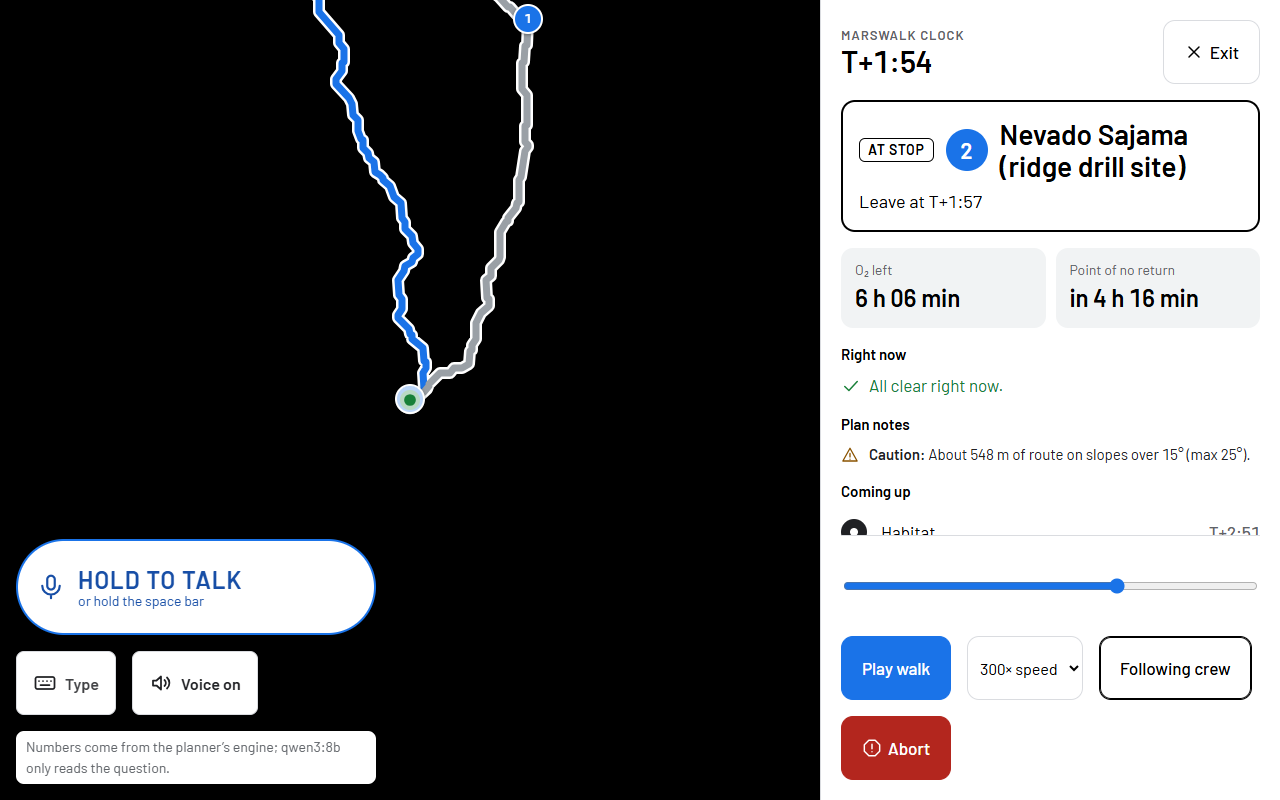 1
MARSWALK CLOCK
T+1:54
Exit
AT STOP
2
Nevado Sajama
(ridge drill site)
Leave at T+1:57
O₂ left
6 h 06 min
Point of no return
in 4 h 16 min
Right now
All clear right now.
Plan notes
Caution: About 548 m of route on slopes over 15° (max 25°).
Coming up
Habitat
T+2:51
HOLD TO TALK
or hold the space bar
Type
Voice on
Numbers come from the planner's engine; qwen3:8b
only reads the question.
Play walk
300× speed
Following crew
Abort